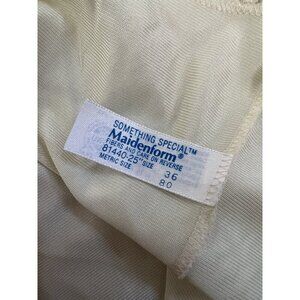 SOMETHING SPECIAL™
Maidenform®
FIBERS AND CARE ON REVERSE
81440-25" SIZE 36
METRIC SIZE 80